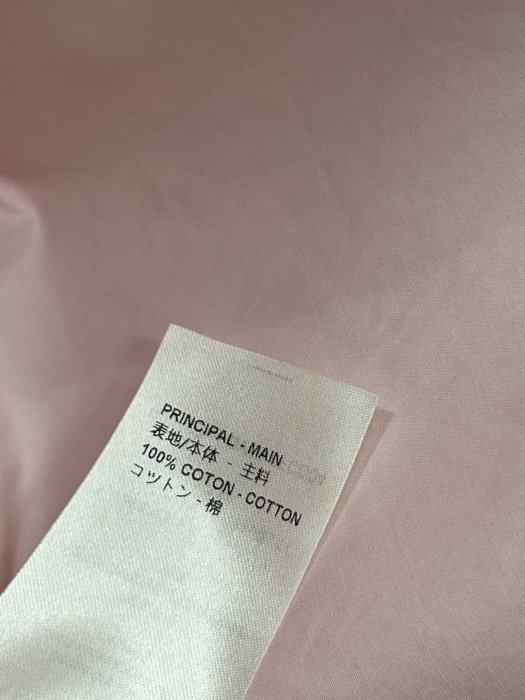 PRINCIPAL - MAIN
表地/本体 - 主料
100% COTON - COTTON
コットン - 棉